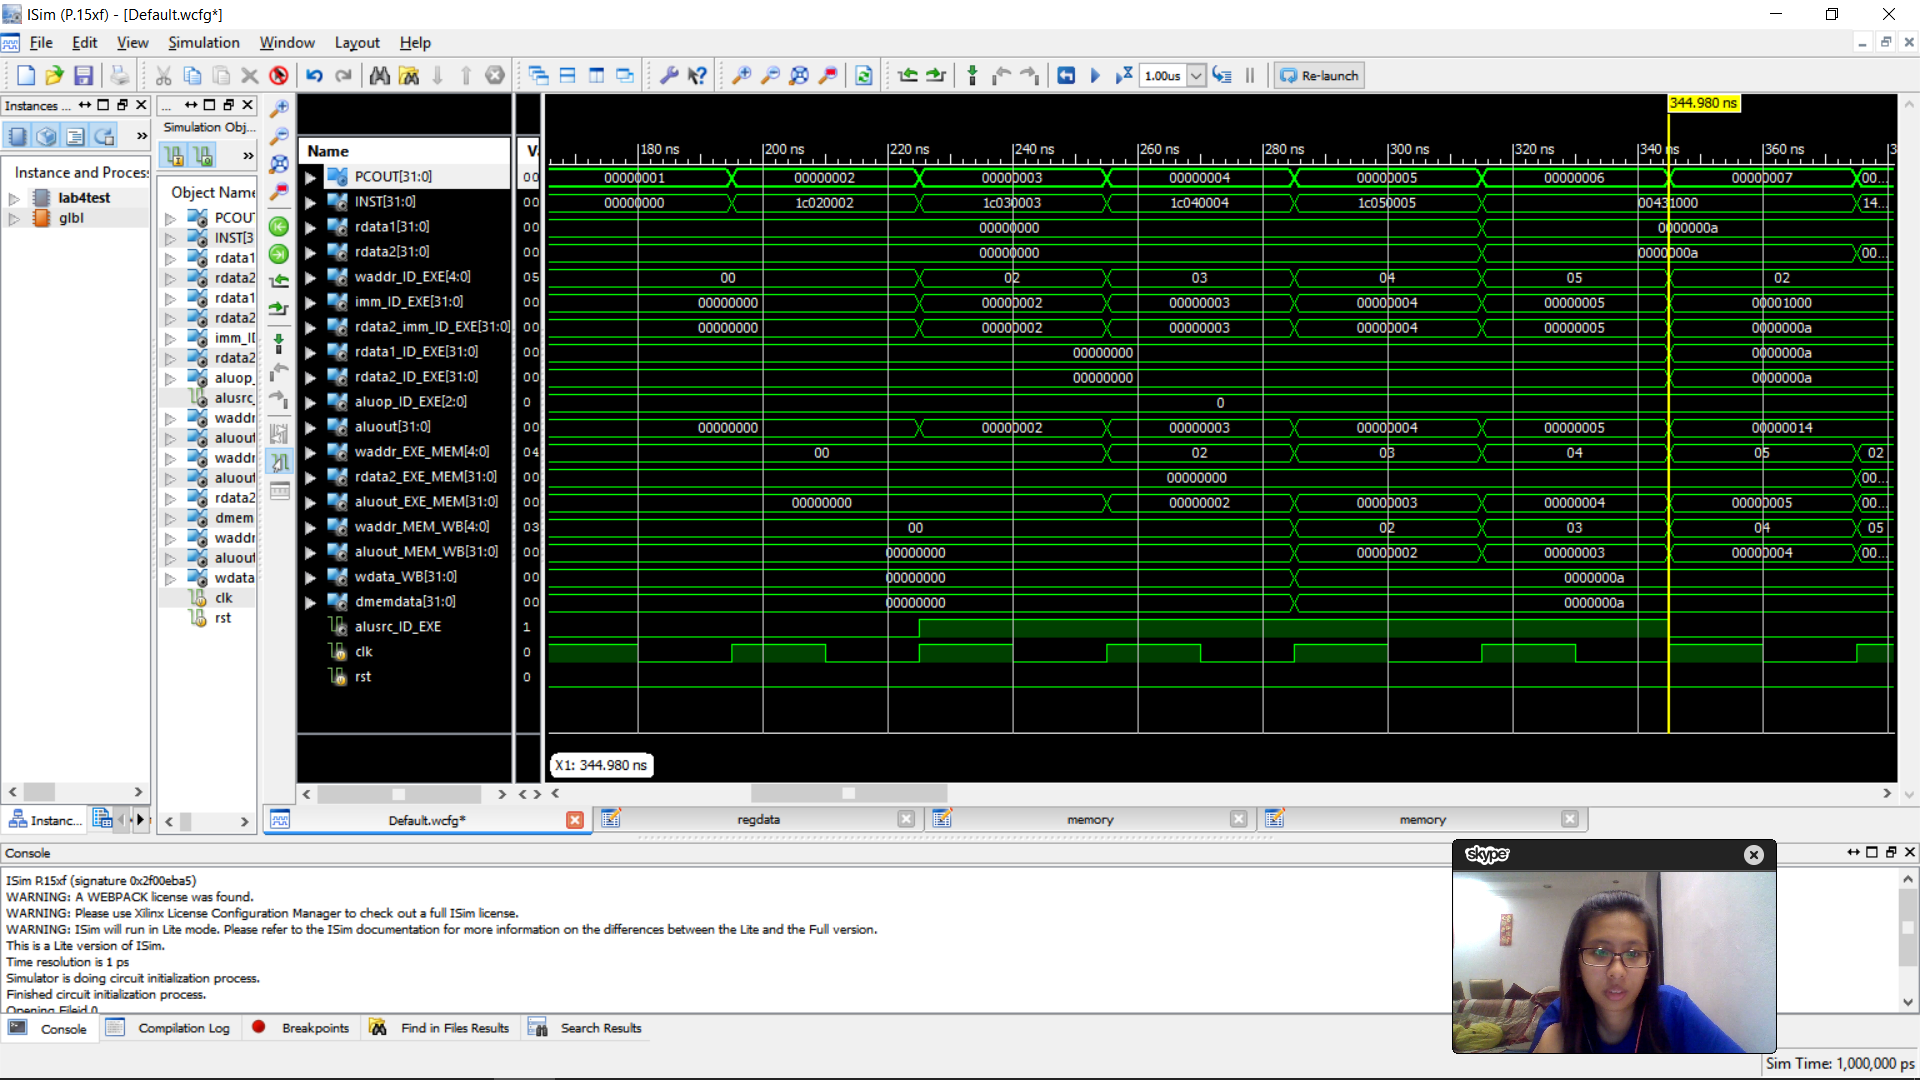 ISim (P.15xf) - [Default.wcfg*]
File Edit View Simulation Window Layout Help
1.00us Re-launch
Instances ...
Instance and Process
lab4test
glbl
...
Simulation Obj...
Object Name
PCOUT
INST[3
rdata1
rdata2
rdata1
rdata2
imm_ID
rdata2
aluop_
alusrc_
waddr
aluout
waddr
aluout
rdata2
dmem
waddr
aluout
wdata
clk
rst
Name V.
344.980 ns
180 ns 200 ns 220 ns 240 ns 260 ns 280 ns 300 ns 320 ns 340 ns 360 ns 3
PCOUT[31:0] 00 00000001 00000002 00000003 00000004 00000005 00000006 00000007 00...
INST[31:0] 00 00000000 1c020002 1c030003 1c040004 1c050005 00431000 14...
rdata1[31:0] 00 00000000 0000000a
rdata2[31:0] 00 00000000 0000000a 00...
waddr_ID_EXE[4:0] 05 00 02 03 04 05 02
imm_ID_EXE[31:0] 00 00000000 00000002 00000003 00000004 00000005 00001000
rdata2_imm_ID_EXE[31:0] 00 00000000 00000002 00000003 00000004 00000005 0000000a
rdata1_ID_EXE[31:0] 00 00000000 0000000a
rdata2_ID_EXE[31:0] 00 00000000 0000000a
aluop_ID_EXE[2:0] 0 0
aluout[31:0] 00 00000000 00000002 00000003 00000004 00000005 00000014
waddr_EXE_MEM[4:0] 04 00 02 03 04 05 02
rdata2_EXE_MEM[31:0] 00 00000000 00...
aluout_EXE_MEM[31:0] 00 00000000 00000002 00000003 00000004 00000005 00...
waddr_MEM_WB[4:0] 03 00 02 03 04 05
aluout_MEM_WB[31:0] 00 00000000 00000002 00000003 00000004 00...
wdata_WB[31:0] 00 00000000 0000000a
dmemdata[31:0] 00 00000000 0000000a
alusrc_ID_EXE 1
clk 0
rst 0
X1: 344.980 ns
Instanc...
Default.wcfg* regdata memory memory
Console
ISim P.15xf (signature 0x2f00eba5)
WARNING: A WEBPACK license was found.
WARNING: Please use Xilinx License Configuration Manager to check out a full ISim license.
WARNING: ISim will run in Lite mode. Please refer to the ISim documentation for more information on the differences between the Lite and the Full version.
This is a Lite version of ISim.
Time resolution is 1 ps
Simulator is doing circuit initialization process.
Finished circuit initialization process.
Opening Fileid 0
Console Compilation Log Breakpoints Find in Files Results Search Results
skype
Sim Time: 1,000,000 ps